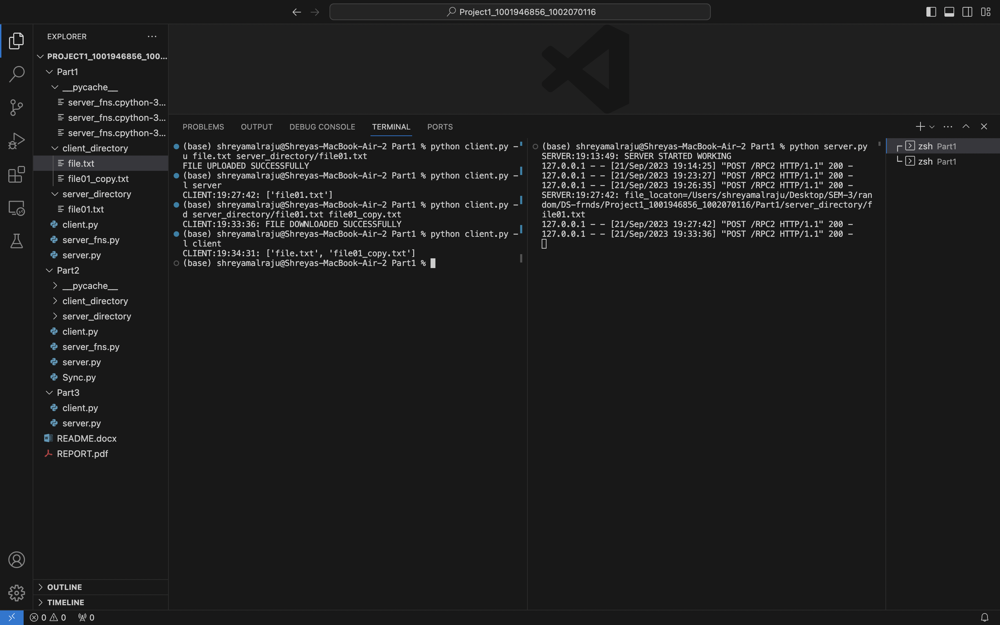 Project1_1001946856_1002070116
EXPLORER
PROJECT1_1001946856_100...
Part1
__pycache__
server_fns.cpython-3...
server_fns.cpython-3...
server_fns.cpython-3...
client_directory
file.txt
file01_copy.txt
server_directory
file01.txt
client.py
server_fns.py
server.py
Part2
__pycache__
client_directory
server_directory
client.py
server_fns.py
server.py
Sync.py
Part3
client.py
server.py
README.docx
REPORT.pdf
OUTLINE
TIMELINE
PROBLEMS OUTPUT DEBUG CONSOLE TERMINAL PORTS
(base) shreyamalraju@Shreyas-MacBook-Air-2 Part1 % python client.py -
u file.txt server_directory/file01.txt
FILE UPLOADED SUCCESSFULLY
(base) shreyamalraju@Shreyas-MacBook-Air-2 Part1 % python client.py -
l server
CLIENT:19:27:42: ['file01.txt']
(base) shreyamalraju@Shreyas-MacBook-Air-2 Part1 % python client.py -
d server_directory/file01.txt file01_copy.txt
CLIENT:19:33:36: FILE DOWNLOADED SUCCESSFULLY
(base) shreyamalraju@Shreyas-MacBook-Air-2 Part1 % python client.py -
l client
CLIENT:19:34:31: ['file.txt', 'file01_copy.txt']
(base) shreyamalraju@Shreyas-MacBook-Air-2 Part1 %
(base) shreyamalraju@Shreyas-MacBook-Air-2 Part1 % python server.py
SERVER:19:13:49: SERVER STARTED WORKING
127.0.0.1 - - [21/Sep/2023 19:14:25] "POST /RPC2 HTTP/1.1" 200 -
127.0.0.1 - - [21/Sep/2023 19:23:27] "POST /RPC2 HTTP/1.1" 200 -
127.0.0.1 - - [21/Sep/2023 19:26:35] "POST /RPC2 HTTP/1.1" 200 -
SERVER:19:27:42: file_locaton=/Users/shreyamalraju/Desktop/SEM-3/ran
dom/DS-frnds/Project1_1001946856_1002070116/Part1/server_directory/f
ile01.txt
127.0.0.1 - - [21/Sep/2023 19:27:42] "POST /RPC2 HTTP/1.1" 200 -
127.0.0.1 - - [21/Sep/2023 19:33:36] "POST /RPC2 HTTP/1.1" 200 -
zsh Part1
zsh Part1
0 0 0